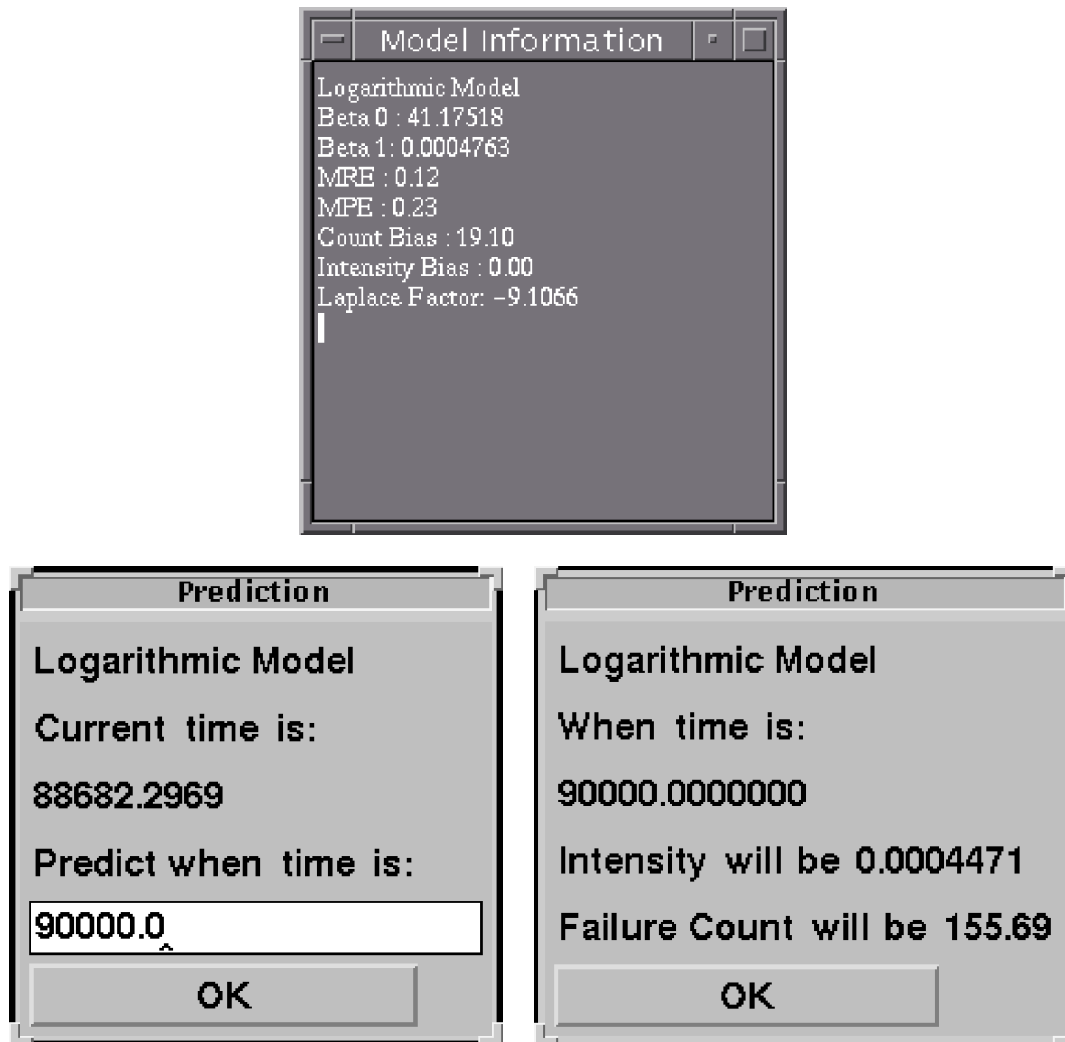 Model Information
Logarithmic Model
Beta 0 : 41.17518
Beta 1: 0.0004763
MRE : 0.12
MPE : 0.23
Count Bias : 19.10
Intensity Bias : 0.00
Laplace Factor: -9.1066
Prediction
Logarithmic Model
Current time is:
88682.2969
Predict when time is:
90000.0
OK
Prediction
Logarithmic Model
When time is:
90000.0000000
Intensity will be 0.0004471
Failure Count will be 155.69
OK